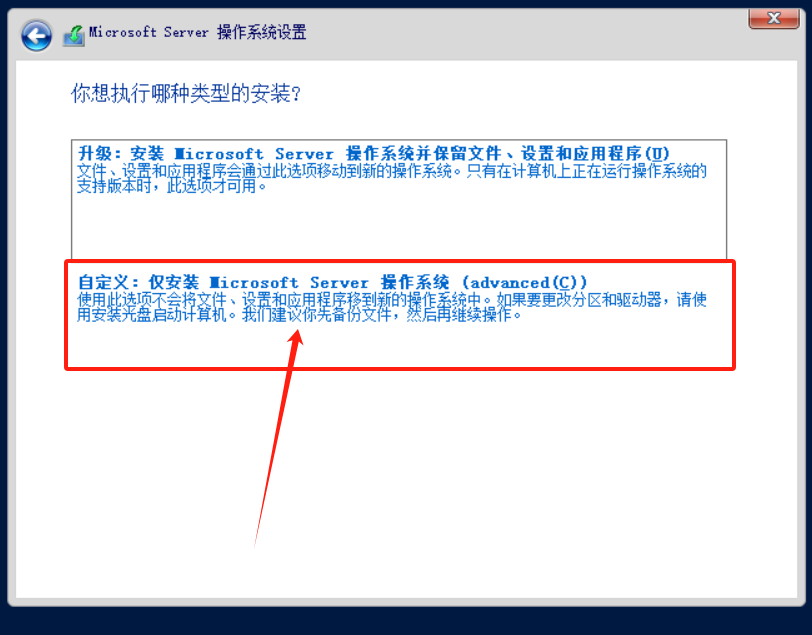 Microsoft Server 操作系统设置
你想执行哪种类型的安装?
升级: 安装 Microsoft Server 操作系统并保留文件、设置和应用程序(U)
文件、设置和应用程序会通过此选项移动到新的操作系统。只有在计算机上正在运行操作系统的
支持版本时，此选项才可用。
自定义: 仅安装 Microsoft Server 操作系统 (advanced(C))
使用此选项不会将文件、设置和应用程序移到新的操作系统中。如果要更改分区和驱动器，请使
用安装光盘启动计算机。我们建议你先备份文件，然后再继续操作。